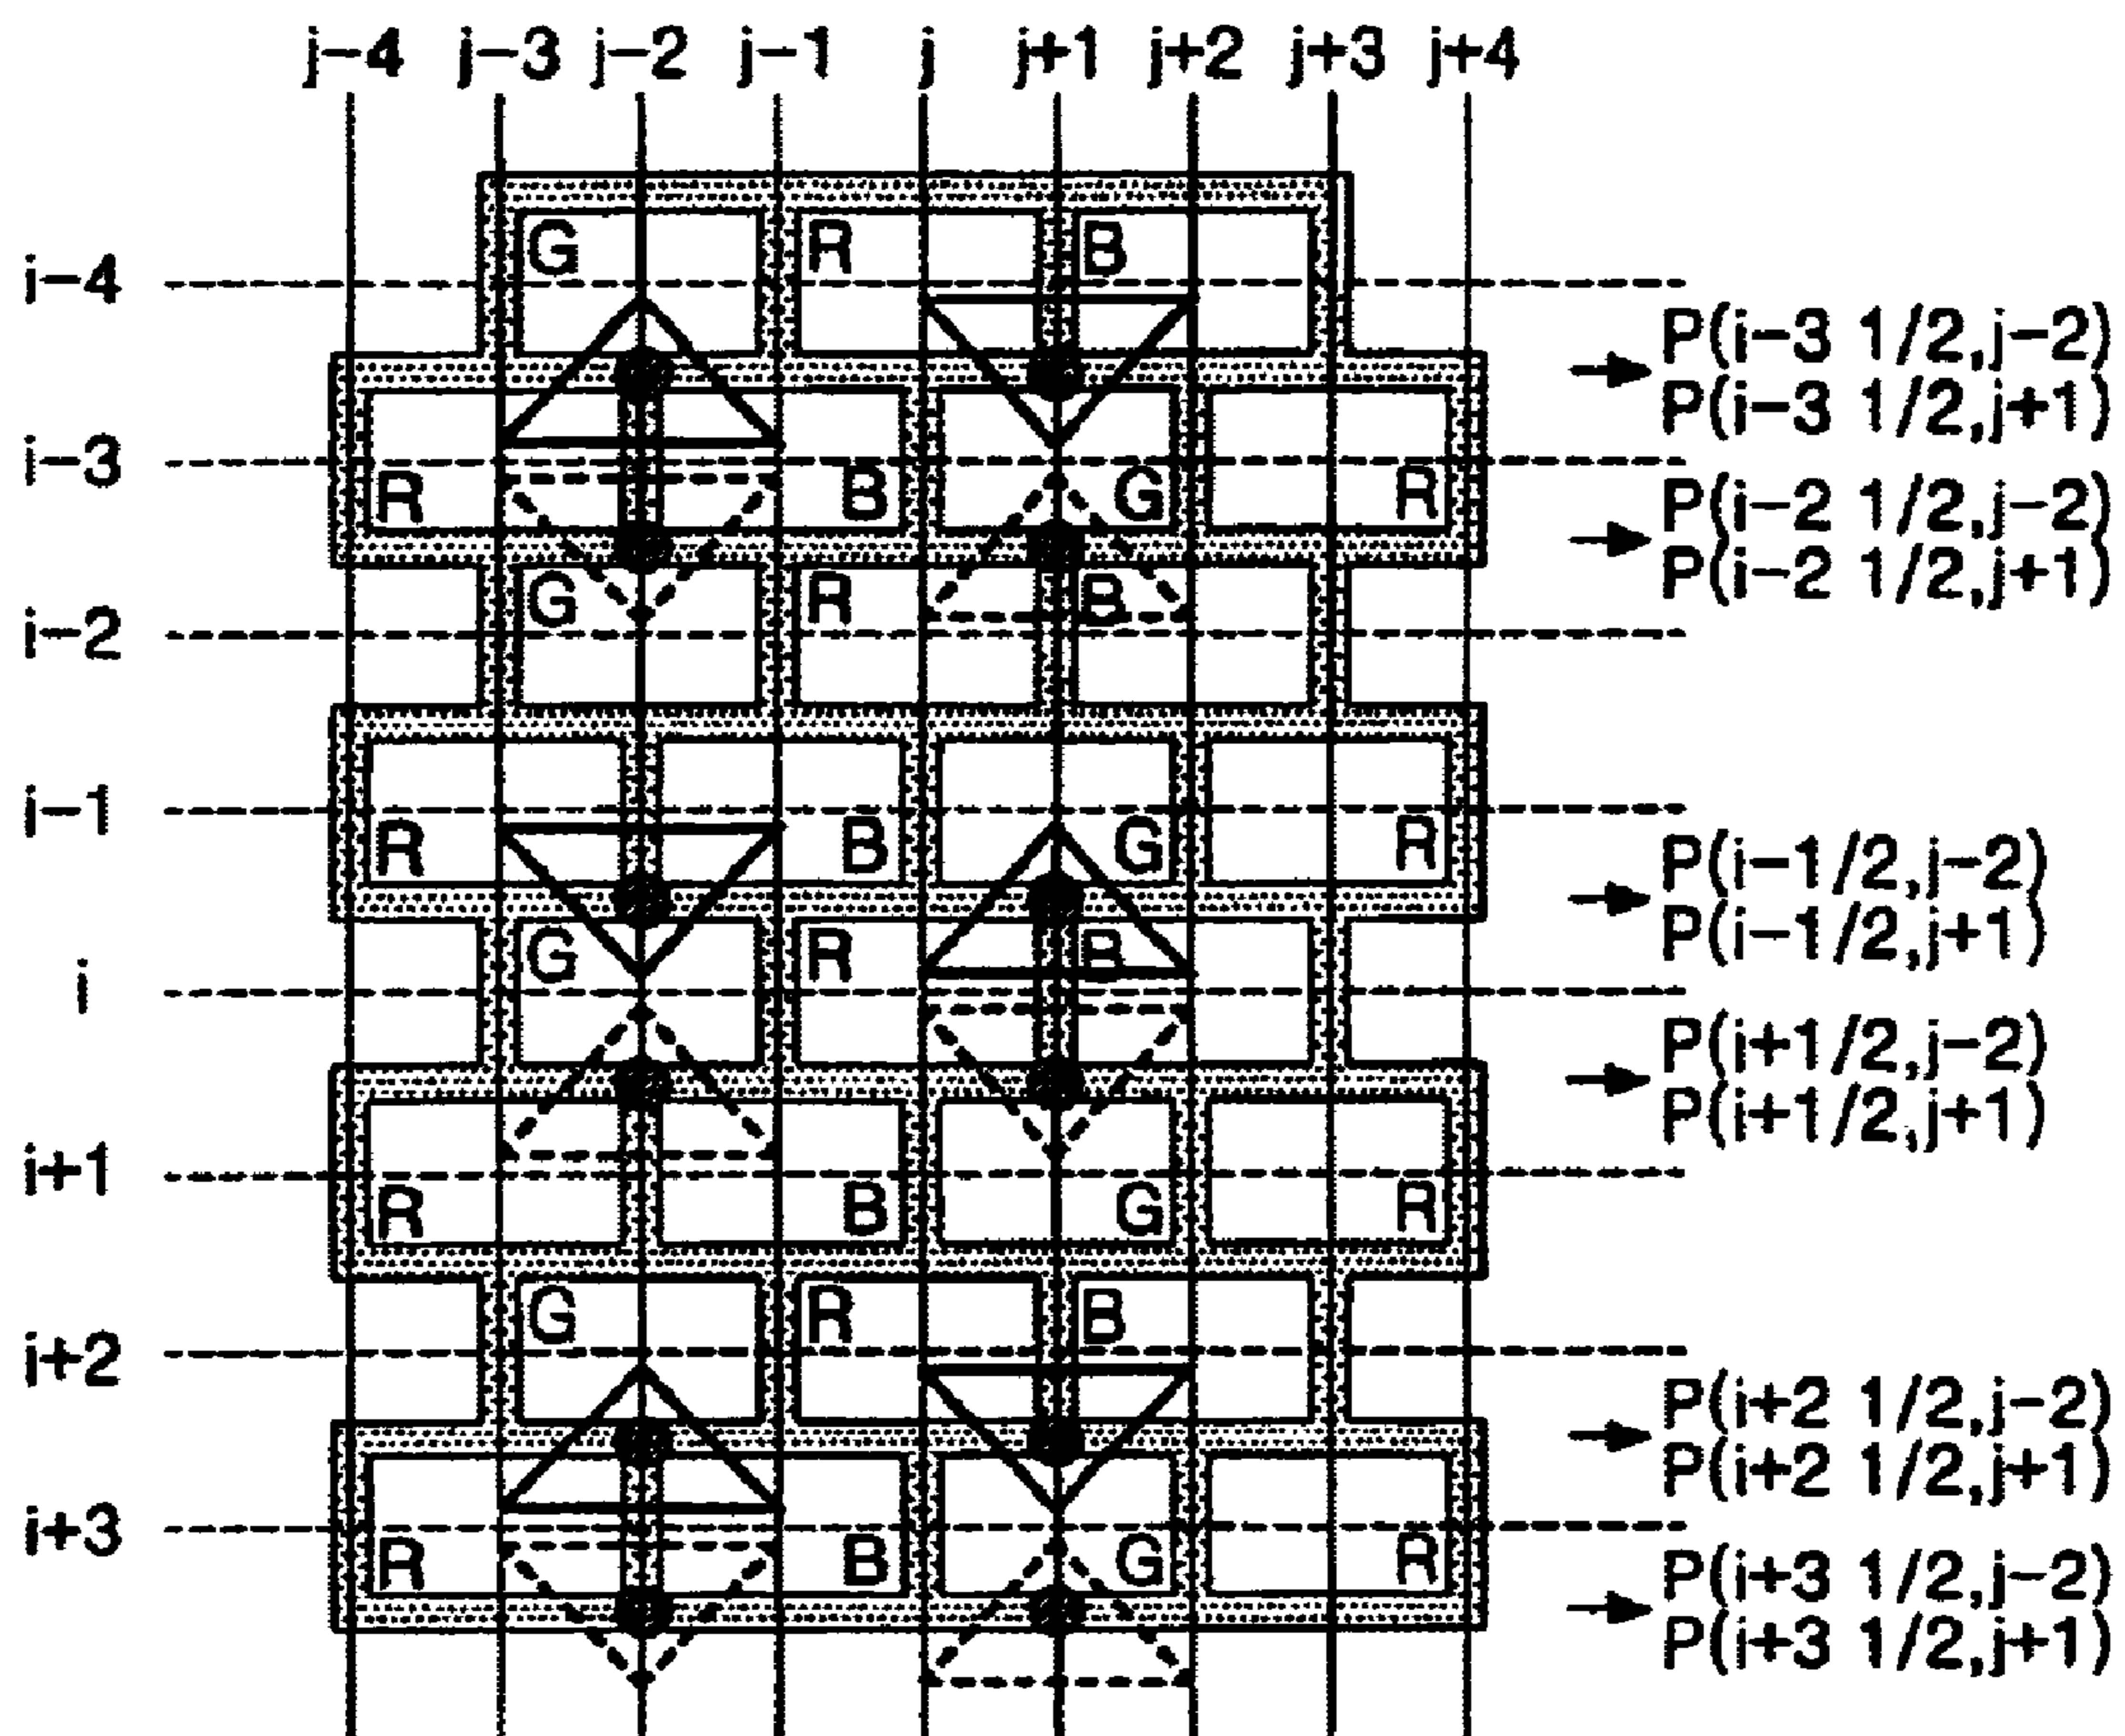 j-4 j-3 j-2 j-1 j j+1 j+2 j+3 j+4
G R B
i-4
P(i-3 1/2,j-2)
P(i-3 1/2,j+1)
i-3
R B G R
P(i-2 1/2,j-2)
P(i-2 1/2,j+1)
G R B
i-2
i-1
R B G R
P(i-1/2,j-2)
P(i-1/2,j+1)
G R B
i
P(i+1/2,j-2)
P(i+1/2,j+1)
i+1
R B G R
G R B
i+2
P(i+2 1/2,j-2)
P(i+2 1/2,j+1)
i+3
R B G R
P(i+3 1/2,j-2)
P(i+3 1/2,j+1)